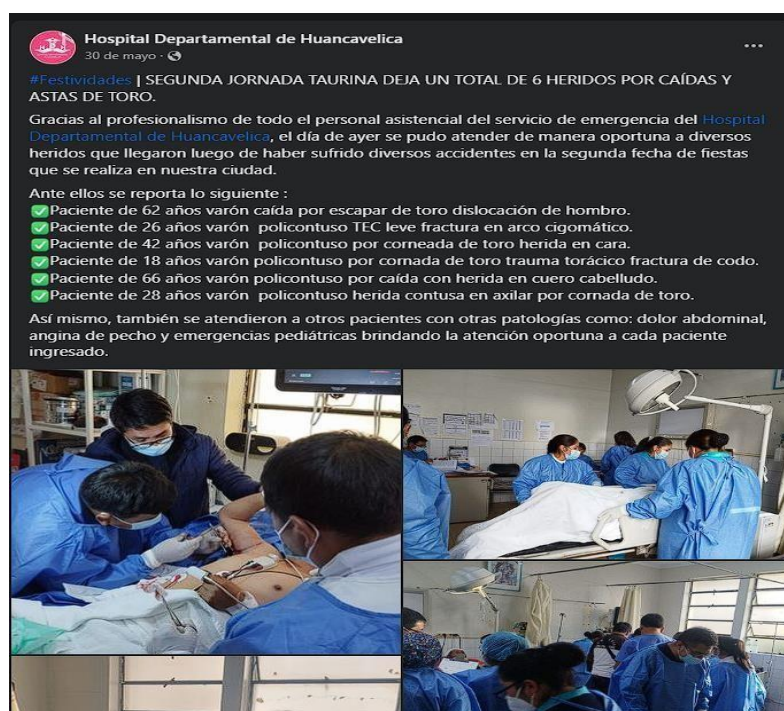 Hospital Departamental de Huancavelica
30 de mayo ·
#Festividades | SEGUNDA JORNADA TAURINA DEJA UN TOTAL DE 6 HERIDOS POR CAÍDAS Y
ASTAS DE TORO.
Gracias al profesionalismo de todo el personal asistencial del servicio de emergencia del Hospital
Departamental de Huancavelica, el día de ayer se pudo atender de manera oportuna a diversos
heridos que llegaron luego de haber sufrido diversos accidentes en la segunda fecha de fiestas
que se realiza en nuestra ciudad.
Ante ellos se reporta lo siguiente :
✅Paciente de 62 años varón caída por escapar de toro dislocación de hombro.
✅Paciente de 26 años varón  policontuso TEC leve fractura en arco cigomático.
✅Paciente de 42 años varón policontuso por corneada de toro herida en cara.
✅Paciente de 18 años varón policontuso por cornada de toro trauma torácico fractura de codo.
✅Paciente de 66 años varón policontuso por caída con herida en cuero cabelludo.
✅Paciente de 28 años varón  policontuso herida contusa en axilar por cornada de toro.
Así mismo, también se atendieron a otros pacientes con otras patologías como: dolor abdominal,
angina de pecho y emergencias pediátricas brindando la atención oportuna a cada paciente
ingresado.